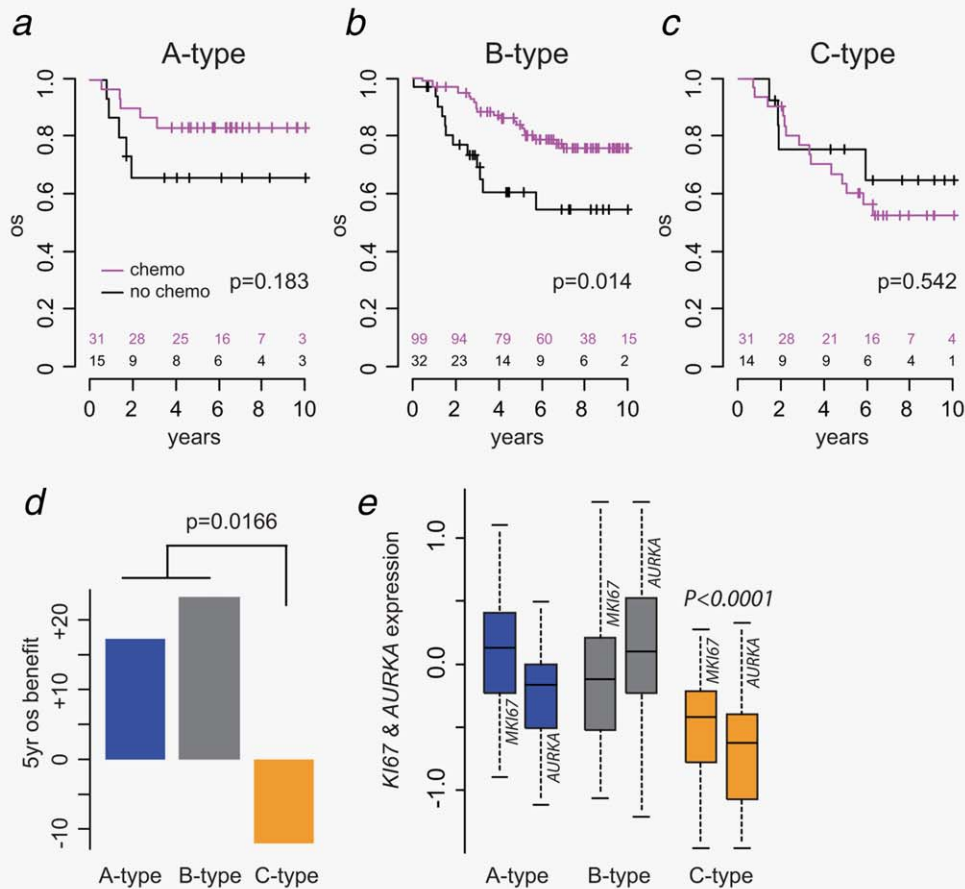 a
A-type
1.0
0.8
0.6
0.4
0.2
0
os
chemo
no chemo
p=0.183
31 28 25 16 7 3
15 9 8 6 4 3
0 2 4 6 8 10
years
b
B-type
1.0
0.8
0.6
0.4
0.2
0
os
p=0.014
99 94 79 60 38 15
32 23 14 9 6 2
0 2 4 6 8 10
years
c
C-type
1.0
0.8
0.6
0.4
0.2
0
os
p=0.542
31 28 21 16 7 4
14 9 9 6 4 1
0 2 4 6 8 10
years
d
p=0.0166
5yr os benefit
+20
+10
0
-10
A-type B-type C-type
e
KI67 & AURKA expression
1.0
0.0
-1.0
MKI67
AURKA
MKI67
AURKA
P<0.0001
MKI67
AURKA
A-type B-type C-type